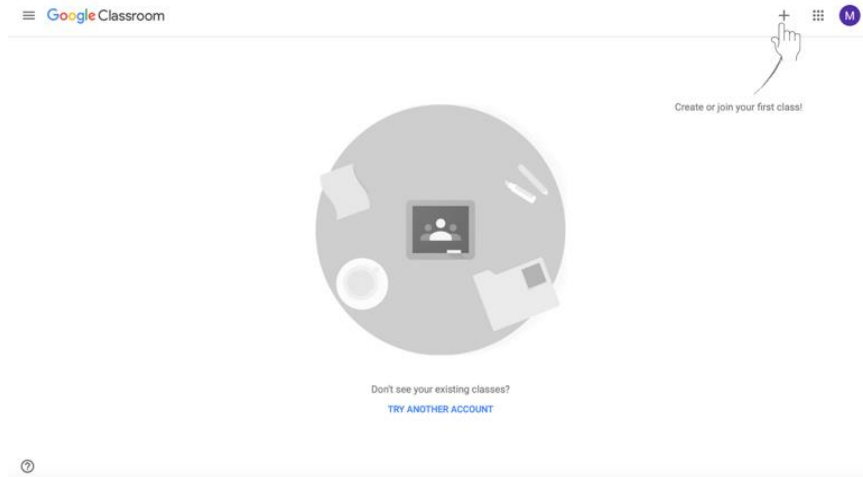 Google Classroom
M
Create or join your first class!
Don't see your existing classes?
TRY ANOTHER ACCOUNT